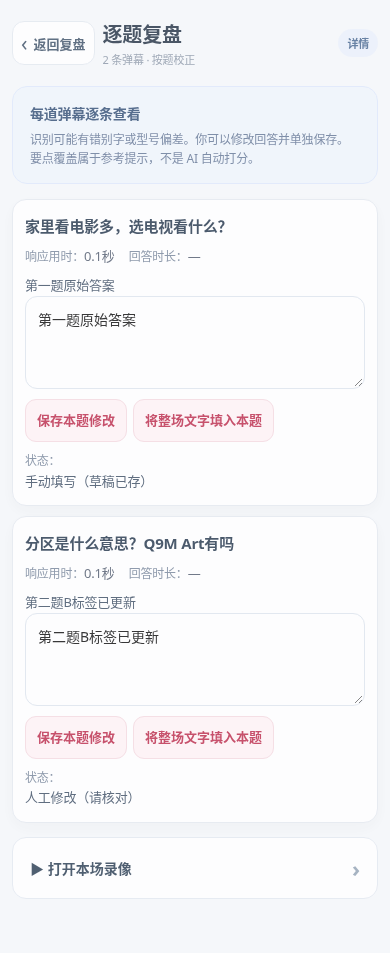 ‹ 返回复盘
逐题复盘
2 条弹幕 · 按题校正
详情
每道弹幕逐条查看
识别可能有错别字或型号偏差。你可以修改回答并单独保存。
要点覆盖属于参考提示，不是 AI 自动打分。
家里看电影多，选电视看什么？
响应用时：0.1秒 回答时长：—
第一题原始答案
第一题原始答案
保存本题修改 将整场文字填入本题
状态：
手动填写（草稿已存）
分区是什么意思？Q9M Art有吗
响应用时：0.1秒 回答时长：—
第二题B标签已更新
第二题B标签已更新
保存本题修改 将整场文字填入本题
状态：
人工修改（请核对）
▶ 打开本场录像 ›